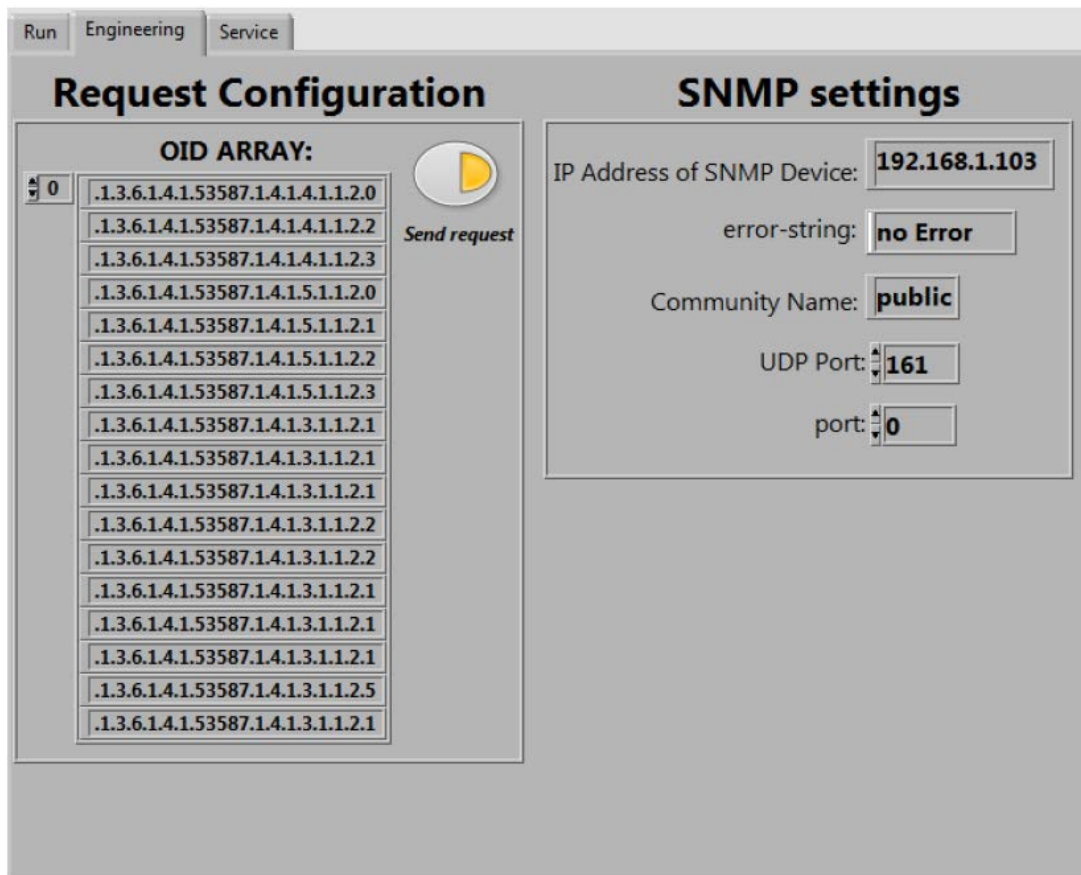 Run Engineering Service
Request Configuration
OID ARRAY:
0
.1.3.6.1.4.1.53587.1.4.1.4.1.1.2.0
.1.3.6.1.4.1.53587.1.4.1.4.1.1.2.2
.1.3.6.1.4.1.53587.1.4.1.4.1.1.2.3
.1.3.6.1.4.1.53587.1.4.1.5.1.1.2.0
.1.3.6.1.4.1.53587.1.4.1.5.1.1.2.1
.1.3.6.1.4.1.53587.1.4.1.5.1.1.2.2
.1.3.6.1.4.1.53587.1.4.1.5.1.1.2.3
.1.3.6.1.4.1.53587.1.4.1.3.1.1.2.1
.1.3.6.1.4.1.53587.1.4.1.3.1.1.2.1
.1.3.6.1.4.1.53587.1.4.1.3.1.1.2.1
.1.3.6.1.4.1.53587.1.4.1.3.1.1.2.2
.1.3.6.1.4.1.53587.1.4.1.3.1.1.2.2
.1.3.6.1.4.1.53587.1.4.1.3.1.1.2.1
.1.3.6.1.4.1.53587.1.4.1.3.1.1.2.1
.1.3.6.1.4.1.53587.1.4.1.3.1.1.2.1
.1.3.6.1.4.1.53587.1.4.1.3.1.1.2.5
.1.3.6.1.4.1.53587.1.4.1.3.1.1.2.1
Send request
SNMP settings
IP Address of SNMP Device: 192.168.1.103
error-string: no Error
Community Name: public
UDP Port: 161
port: 0